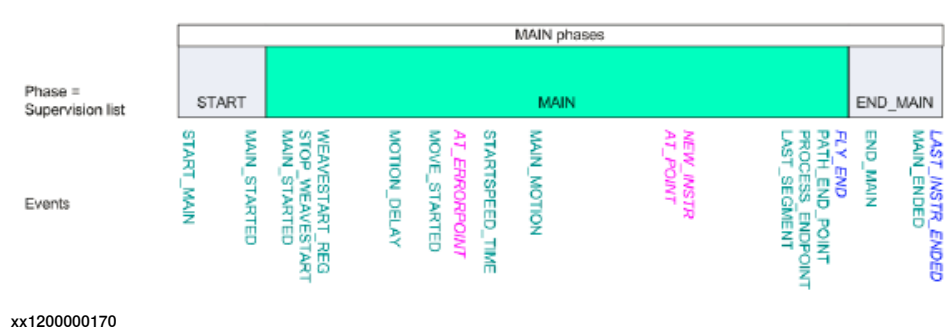 MAIN phases
Phase =
Supervision list
START
MAIN
END_MAIN
Events
START_MAIN
MAIN_STARTED
MAIN_STARTED
STOP_WEAVESTART
WEAVESTART_REG
MOTION_DELAY
MOVE_STARTED
AT_ERRORPOINT
STARTSPEED_TIME
MAIN_MOTION
AT_POINT
NEW_INSTR
LAST_SEGMENT
PROCESS_ENDPOINT
PATH_END_POINT
FLY_END
END_MAIN
MAIN_ENDED
LAST_INSTR_ENDED
xx1200000170